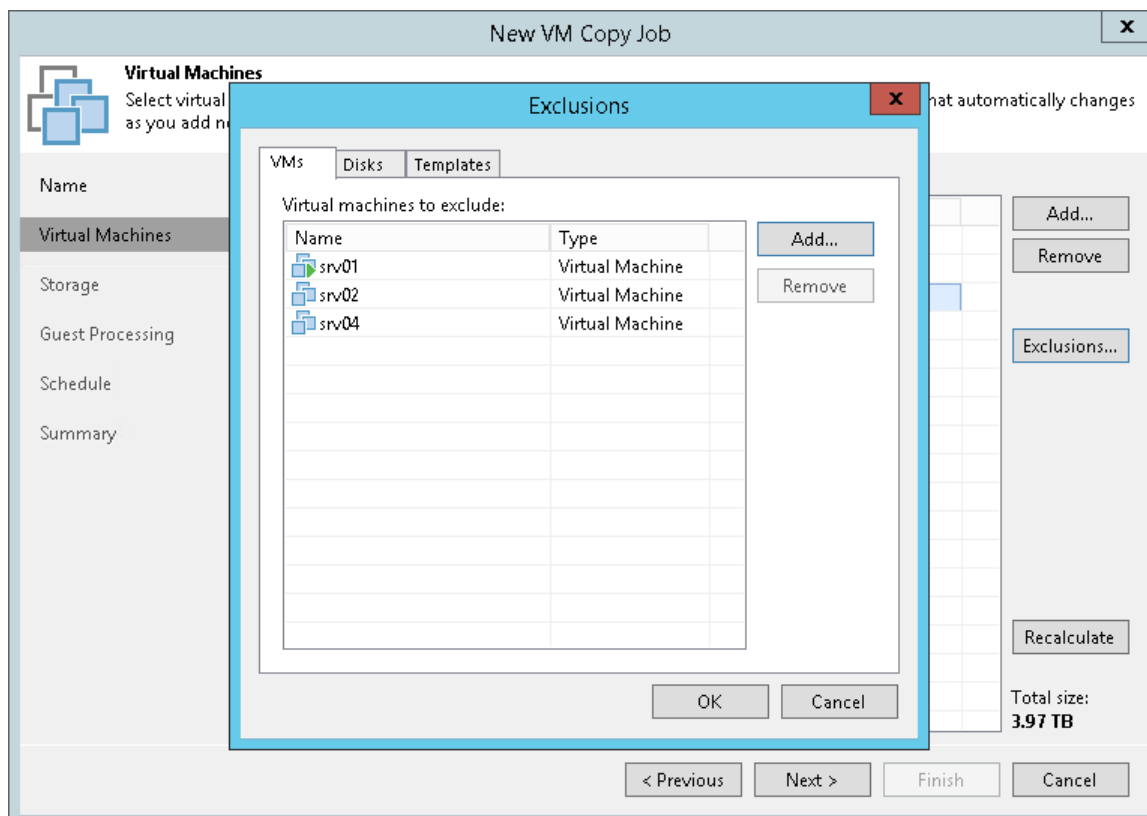 New VM Copy Job
x
Virtual Machines
Select virtual
hat automatically changes
as you add
Exclusions
x
Name
Virtual Machines
Storage
Guest Processing
Schedule
Summary
VMs Disks Templates
Virtual machines to exclude:
Name Type
srv01 Virtual Machine
srv02 Virtual Machine
srv04 Virtual Machine
Add...
Remove
OK Cancel
Add...
Remove
Exclusions...
Recalculate
Total size:
3.97 TB
< Previous Next > Finish Cancel